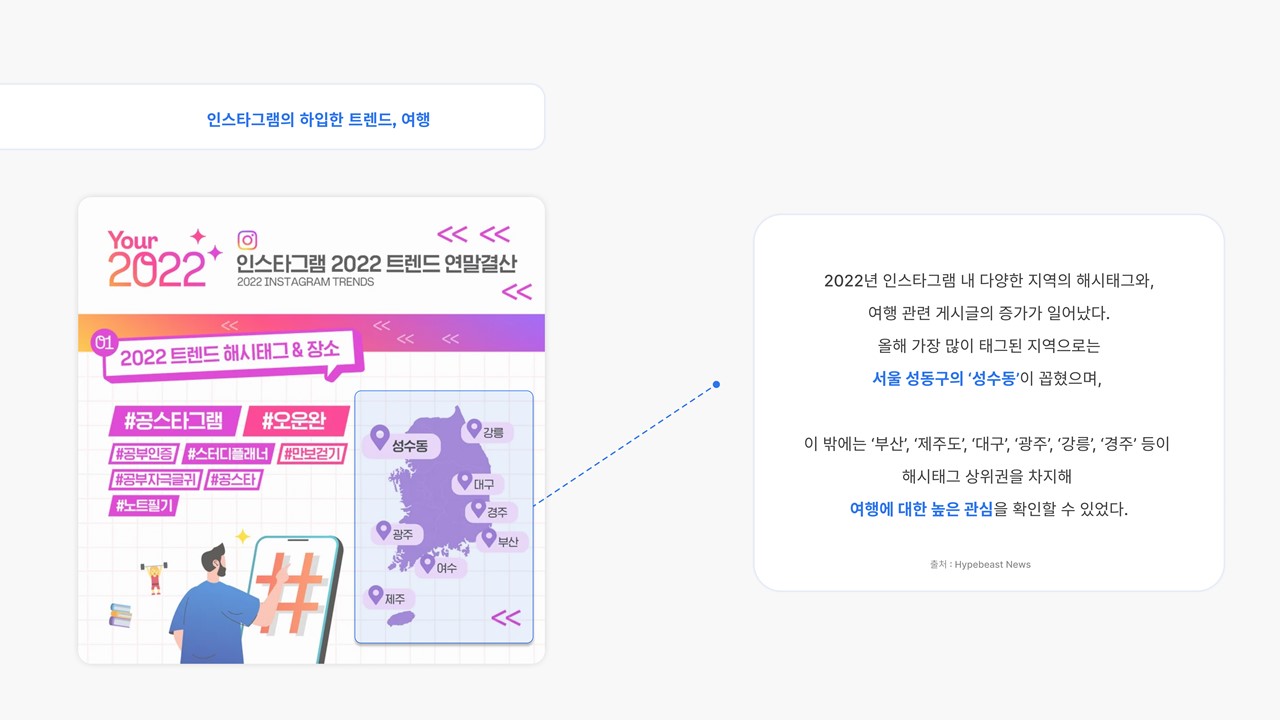 인스타그램의 하입한 트렌드, 여행
Your
2022
인스타그램 2022 트렌드 연말결산
2022 INSTAGRAM TRENDS
01
2022 트렌드 해시태그 & 장소
#공스타그램 #오운완
#공부인증 #스터디플래너 #만보걷기
#공부자극글귀 #공스타
#노트필기
성수동
강릉
대구
경주
광주
부산
여수
제주
2022년 인스타그램 내 다양한 지역의 해시태그와,
여행 관련 게시글의 증가가 일어났다.
올해 가장 많이 태그된 지역으로는
서울 성동구의 ‘성수동’이 꼽혔으며,
이 밖에는 ‘부산’, ‘제주도’, ‘대구’, ‘광주’, ‘강릉’, ‘경주’ 등이
해시태그 상위권을 차지해
여행에 대한 높은 관심을 확인할 수 있었다.
출처 : Hypebeast News